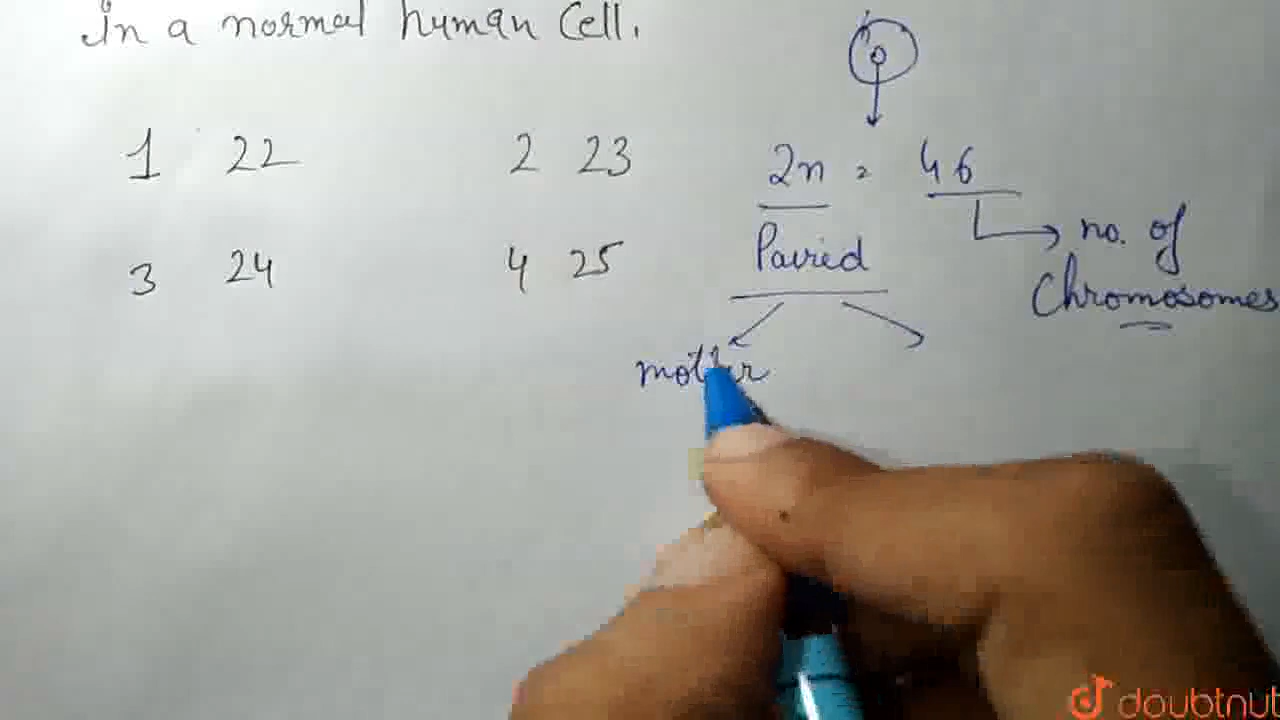 In a normal human Cell.
1 22 2 23
3 24 4 25
2n = 46
Paired
no. of
Chromosomes
mother
doubtnut